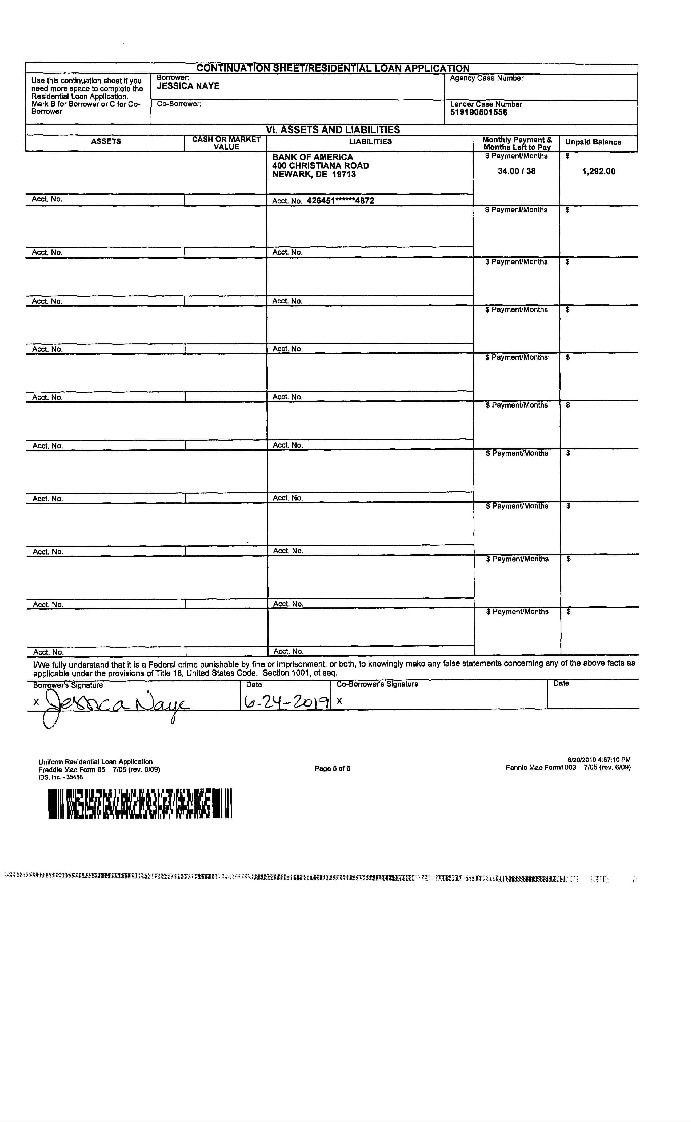 CONTINUATION SHEET/RESIDENTIAL LOAN APPLICATION
Use this continuation sheet if you
need more space to complete the
Residential Loan Application.
Mark B for Borrower or C for Co-
Borrower
Borrower:
JESSICA NAYE
Agency Case Number
Co-Borrower:
Lender Case Number
519190601556
VI. ASSETS AND LIABILITIES
ASSETS
CASH OR MARKET
VALUE
LIABILITIES
Monthly Payment &
Months Left to Pay
Unpaid Balance
BANK OF AMERICA
400 CHRISTIANA ROAD
NEWARK, DE 19713
$ Payment/Months
$
34.00 / 38
1,292.00
Acct. No.
Acct. No. 426451******4872
$ Payment/Months
$
Acct. No.
Acct. No.
$ Payment/Months
$
Acct. No.
Acct. No.
$ Payment/Months
$
Acct. No.
Acct. No.
$ Payment/Months
$
Acct. No.
Acct. No.
$ Payment/Months
$
Acct. No.
Acct. No.
$ Payment/Months
$
Acct. No.
Acct. No.
$ Payment/Months
$
Acct. No.
Acct. No.
$ Payment/Months
$
Acct. No.
Acct. No.
$ Payment/Months
$
Acct. No.
Acct. No.
I/We fully understand that it is a Federal crime punishable by fine or imprisonment, or both, to knowingly make any false statements concerning any of the above facts as
applicable under the provisions of Title 18, United States Code, Section 1001, et seq.
Borrower's Signature
Date
Co-Borrower's Signature
Date
x Jessica Naye
6-24-2019
x
Uniform Residential Loan Application
Freddie Mac Form 65 7/05 (rev. 6/09)
IDS, Inc. -
Page 5 of
4:57:10 PM
Fannie Mae Form 1003 7/05 (rev. 6/09)